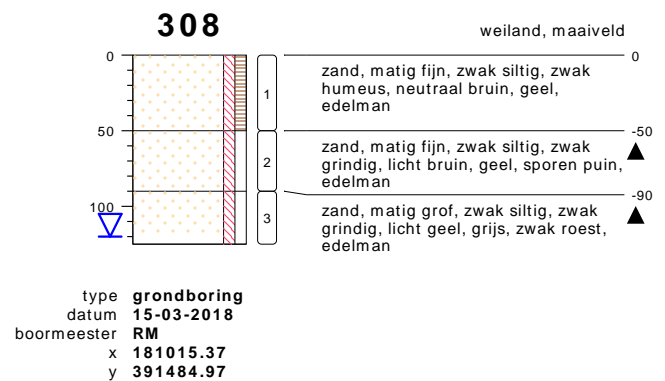 308
weiland, maaiveld
0
0
zand, matig fijn, zwak siltig, zwak
humeus, neutraal bruin, geel,
edelman
1
50
-50
zand, matig fijn, zwak siltig, zwak
grindig, licht bruin, geel, sporen puin,
edelman
2
-90
100
zand, matig grof, zwak siltig, zwak
grindig, licht geel, grijs, zwak roest,
edelman
3
type grondboring
datum 15-03-2018
boormeester RM
x 181015.37
y 391484.97